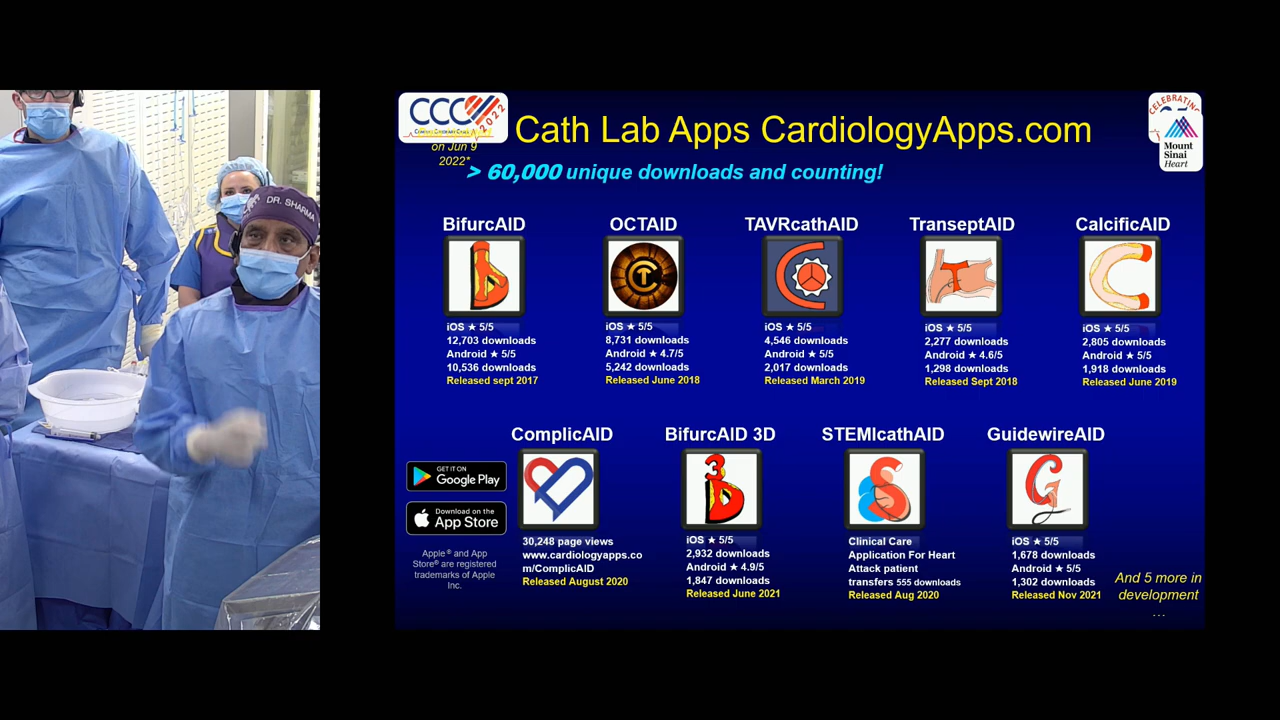 DR. SHARMA
CCC 2022
Cath Lab Apps CardiologyApps.com
CELEBRATING
Mount
Sinai
Heart
on Jun 9
2022*
> 60,000 unique downloads and counting!
BifurcAID
iOS ★ 5/5
12,703 downloads
Android ★ 5/5
10,536 downloads
Released sept 2017
OCTAID
iOS ★ 5/5
8,731 downloads
Android ★ 4.7/5
5,242 downloads
Released June 2018
TAVRcathAID
iOS ★ 5/5
4,546 downloads
Android ★ 5/5
2,017 downloads
Released March 2019
TranseptAID
iOS ★ 5/5
2,277 downloads
Android ★ 4.6/5
1,298 downloads
Released Sept 2018
CalcificAID
iOS ★ 5/5
2,805 downloads
Android ★ 5/5
1,918 downloads
Released June 2019
GET IT ON
Google Play
Download on the
App Store
Apple® and App
Store® are registered
trademarks of Apple
Inc.
ComplicAID
30,248 page views
www.cardiologyapps.co
m/ComplicAID
Released August 2020
BifurcAID 3D
iOS ★ 5/5
2,932 downloads
Android ★ 4.9/5
1,847 downloads
Released June 2021
STEMIcathAID
Clinical Care
Application For Heart
Attack patient
transfers 555 downloads
Released Aug 2020
GuidewireAID
iOS ★ 5/5
1,678 downloads
Android ★ 5/5
1,302 downloads
Released Nov 2021
And 5 more in
development
...